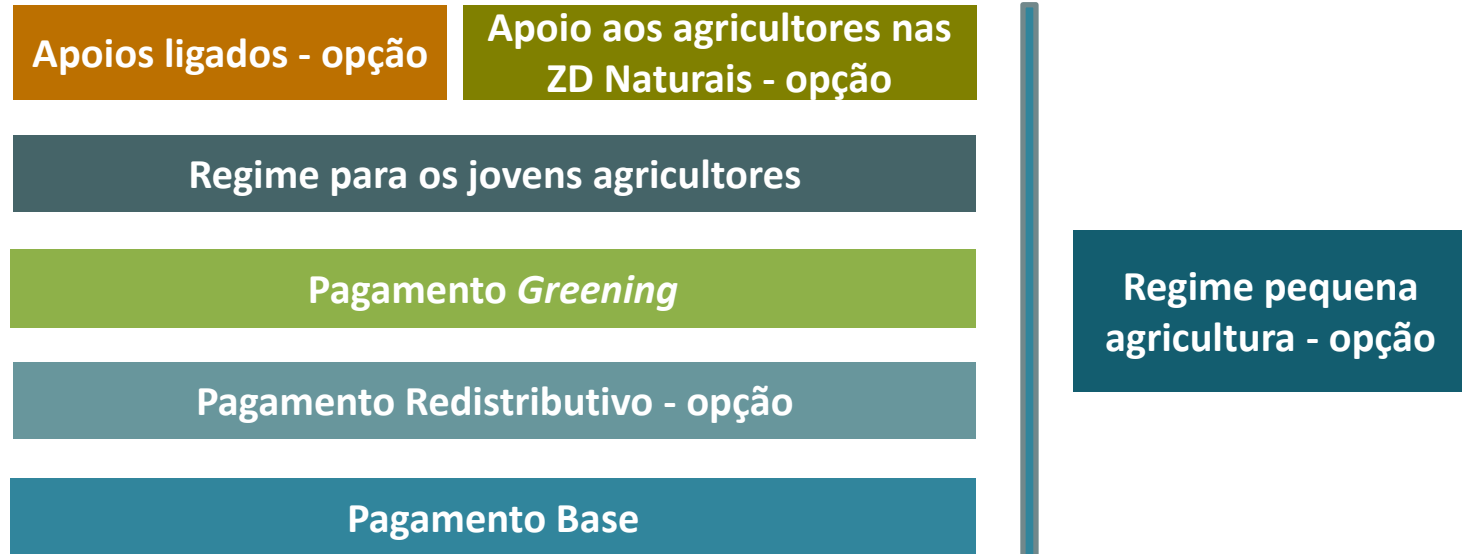 Apoios ligados - opção
Apoio aos agricultores nas
ZD Naturais - opção
Regime para os jovens agricultores
Pagamento Greening
Pagamento Redistributivo - opção
Pagamento Base
Regime pequena
agricultura - opção